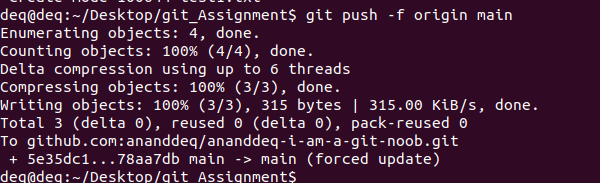 deq@deq:~/Desktop/git_Assignment$ git push -f origin main
Enumerating objects: 4, done.
Counting objects: 100% (4/4), done.
Delta compression using up to 6 threads
Compressing objects: 100% (3/3), done.
Writing objects: 100% (3/3), 315 bytes | 315.00 KiB/s, done.
Total 3 (delta 0), reused 0 (delta 0), pack-reused 0
To github.com:ananddeq/ananddeq-i-am-a-git-noob.git
 + 5e35dc1...78aa7db main -> main (forced update)
deq@deq:~/Desktop/git_Assignment$